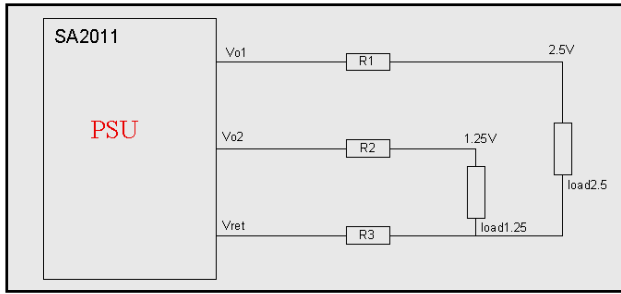 SA2011
PSU
Vo1
R1
2.5V
Vo2
R2
1.25V
load2.5
Vret
R3
load1.25